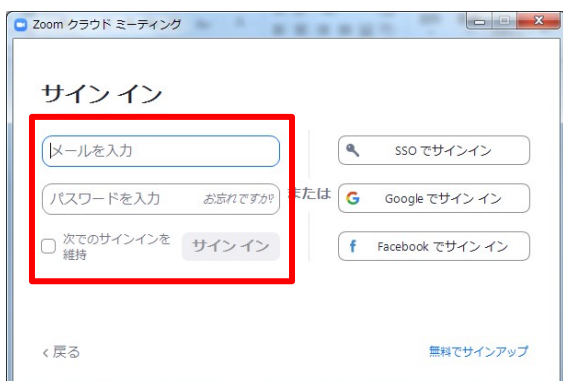 Zoom クラウド ミーティング
サイン イン
メールを入力
パスワードを入力 お忘れですか?
次でのサインインを
維持
サイン イン
または
SSO でサインイン
Google でサイン イン
Facebook でサイン イン
戻る
無料でサインアップ